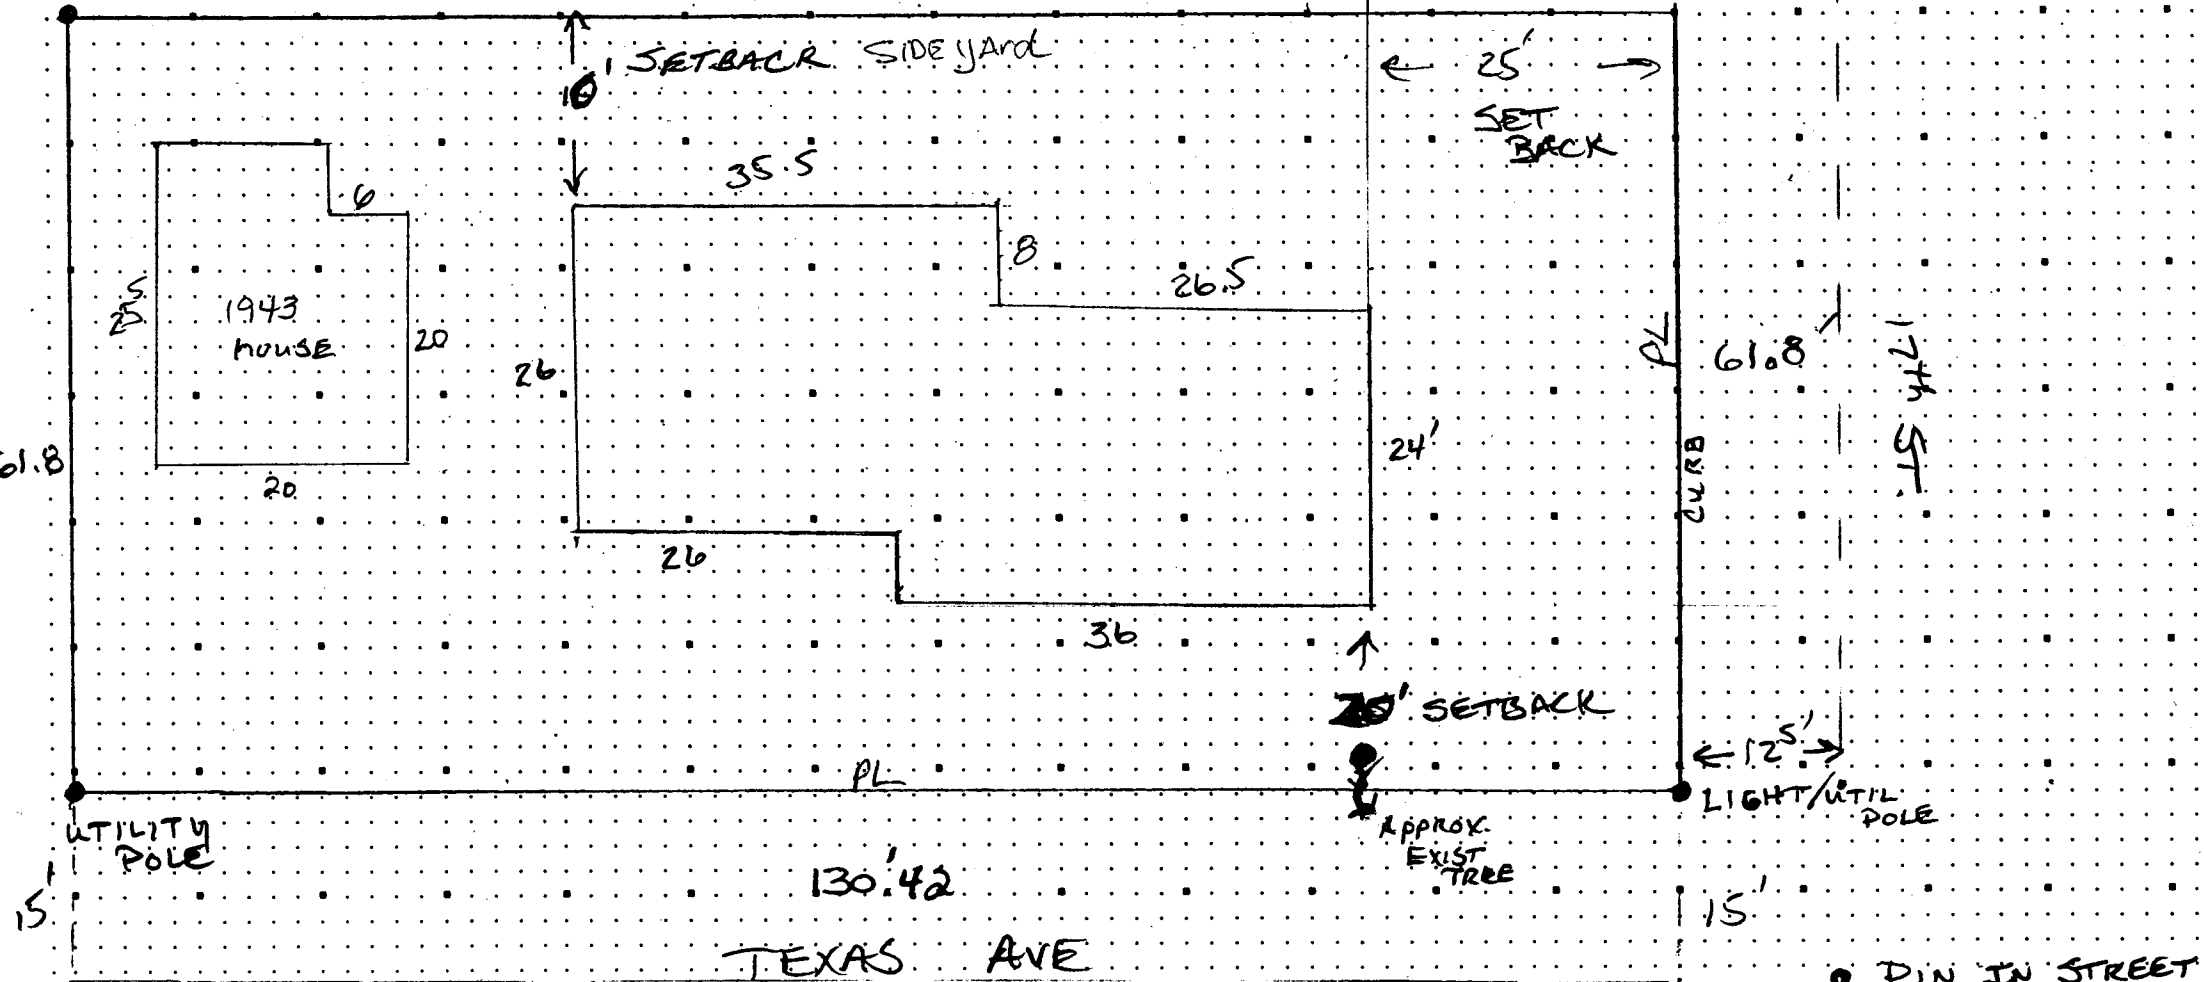 10' SETBACK SIDE YARD
← 25' →
SET
BACK
35.5
6
8
26.5
25.5
1943
HOUSE
20
26
PL
61.8
17th ST.
24'
CURB
61.8
20
26
36
SETBACK
12.5'
PL
LIGHT/UTIL
POLE
UTILITY
POLE
APPROX.
EXIST
TREE
130.'42
15'
15'
TEXAS AVE
PIN IN STREET